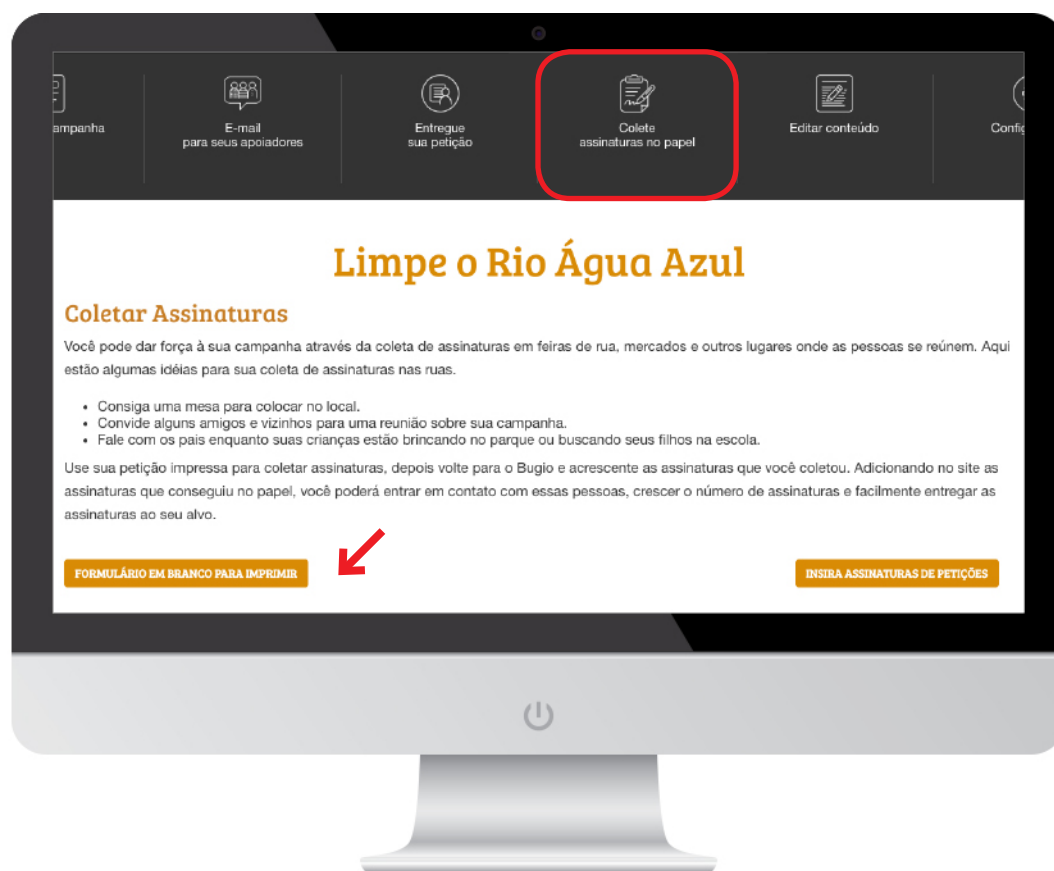 ampanha
E-mail
para seus apoiadores
Entregue
sua petição
Colete
assinaturas no papel
Editar conteúdo
Config
Limpe o Rio Água Azul
Coletar Assinaturas
Você pode dar força à sua campanha através da coleta de assinaturas em feiras de rua, mercados e outros lugares onde as pessoas se reúnem. Aqui
estão algumas idéias para sua coleta de assinaturas nas ruas.
• Consiga uma mesa para colocar no local.
• Convide alguns amigos e vizinhos para uma reunião sobre sua campanha.
• Fale com os pais enquanto suas crianças estão brincando no parque ou buscando seus filhos na escola.
Use sua petição impressa para coletar assinaturas, depois volte para o Bugio e acrescente as assinaturas que você coletou. Adicionando no site as
assinaturas que conseguiu no papel, você poderá entrar em contato com essas pessoas, crescer o número de assinaturas e facilmente entregar as
assinaturas ao seu alvo.
FORMULÁRIO EM BRANCO PARA IMPRIMIR
INSIRA ASSINATURAS DE PETIÇÕES